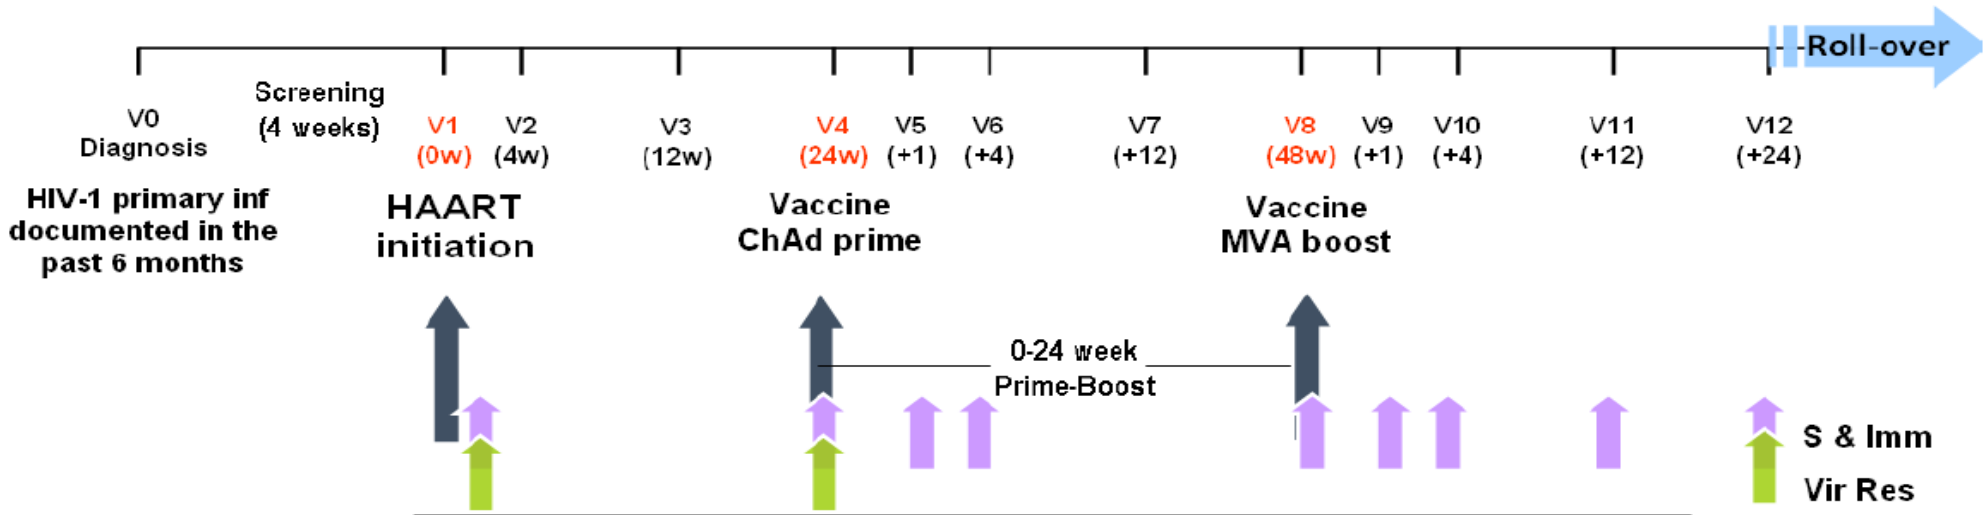 Roll-over
Screening
(4 weeks)
V0
Diagnosis
V1
(0w)
V2
(4w)
V3
(12w)
V4
(24w)
V5
(+1)
V6
(+4)
V7
(+12)
V8
(48w)
V9
(+1)
V10
(+4)
V11
(+12)
V12
(+24)
HIV-1 primary inf
documented in the
past 6 months
HAART
initiation
Vaccine
ChAd prime
Vaccine
MVA boost
0-24 week
Prime-Boost
S & Imm
Vir Res